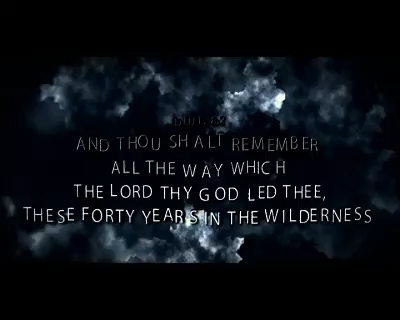 AND THOU SHALT REMEMBER
ALL THE WAY WHICH
THE LORD THY GOD LED THEE,
THESE FORTY YEARS IN THE WILDERNESS